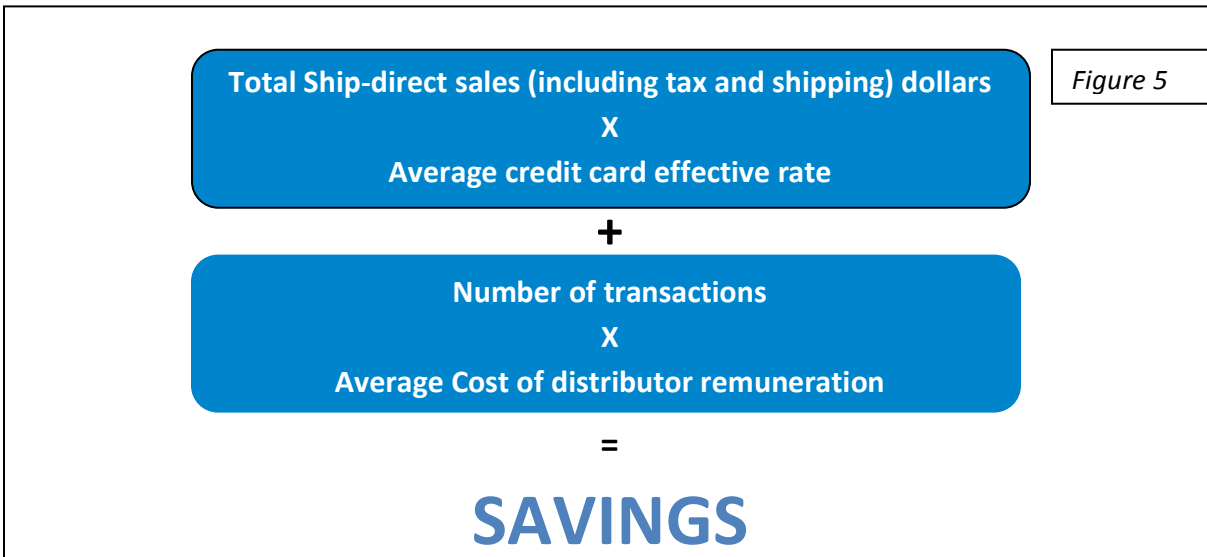 Total Ship-direct sales (including tax and shipping) dollars
X
Average credit card effective rate
Figure 5
+
Number of transactions
X
Average Cost of distributor remuneration
=
SAVINGS